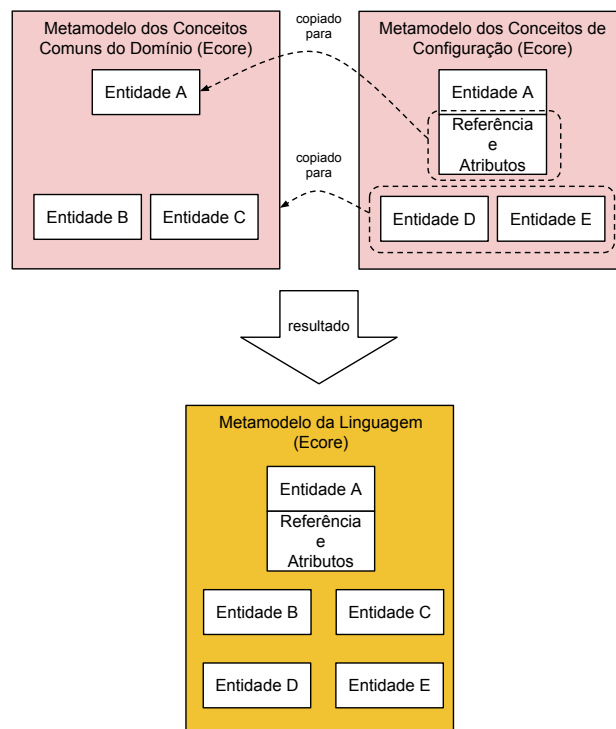 Metamodelo dos Conceitos
Comuns do Domínio (Ecore)
Entidade A
Entidade B
Entidade C
copiado
para
copiado
para
Metamodelo dos Conceitos de
Configuração (Ecore)
Entidade A
Referência
e
Atributos
Entidade D
Entidade E
resultado
Metamodelo da Linguagem
(Ecore)
Entidade A
Referência
e
Atributos
Entidade B
Entidade C
Entidade D
Entidade E